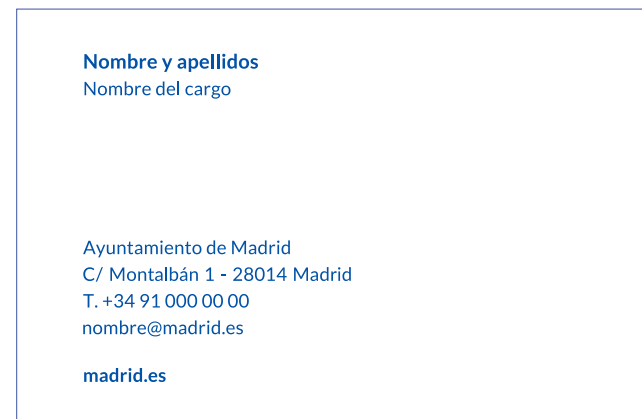 Nombre y apellidos
Nombre del cargo
Ayuntamiento de Madrid
C/ Montalbán 1 - 28014 Madrid
T. +34 91 000 00 00
nombre@madrid.es
madrid.es